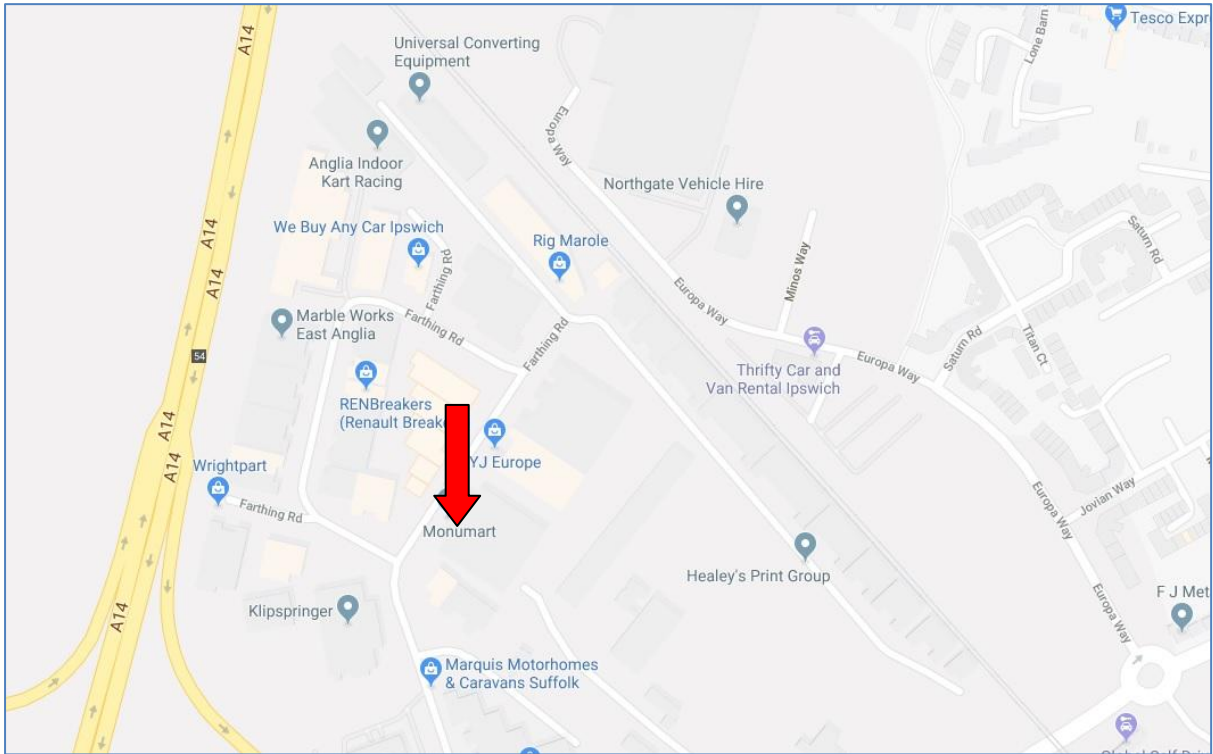 A14
Lone Barn
Tesco Expr
Universal Converting
Equipment
Europa Way
Anglia Indoor
Kart Racing
Northgate Vehicle Hire
A14
A14
We Buy Any Car Ipswich
Rig Marole
Saturn Rd
Farthing Rd
Minos Way
Europa Way
Marble Works
East Anglia
Farthing Rd
Farthing Rd
Saturn Rd
Titan Ct
54
Thrifty Car and
Van Rental Ipswich
Europa Way
RENBreakers
(Renault Break
A14
A14
Wrightpart
YJ Europe
Farthing Rd
Europa Way
Jovian Way
Monumart
Healey's Print Group
Klipspringer
A14
Europa Way
F J Met
Marquis Motorhomes
& Caravans Suffolk